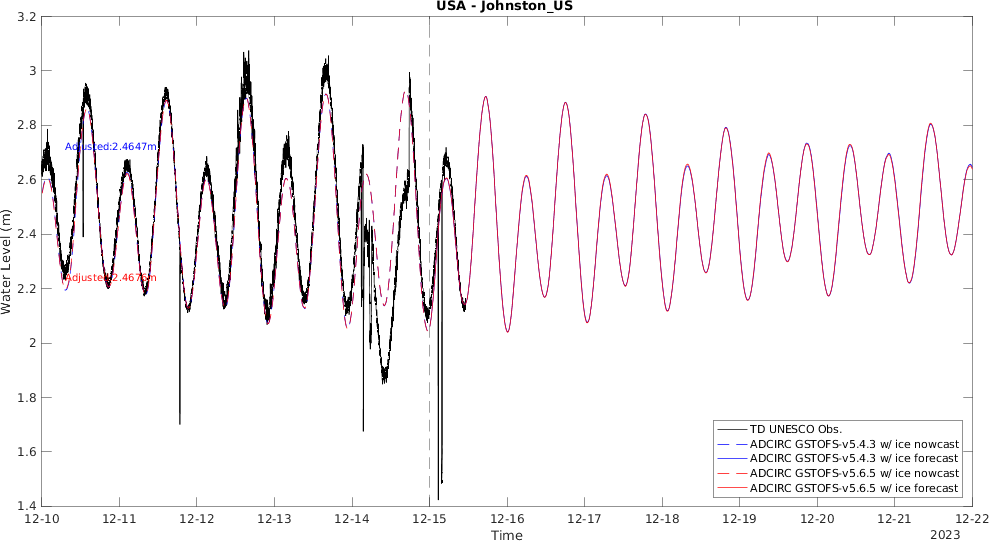 USA - Johnston_US
3.2
3
2.8
2.6
2.4
2.2
2
1.8
1.6
1.4
Water Level (m)
Adjusted:2.4647m
Adjusted:2.4676m
TD UNESCO Obs.
ADCIRC GSTOFS-v5.4.3 w/ ice nowcast
ADCIRC GSTOFS-v5.4.3 w/ ice forecast
ADCIRC GSTOFS-v5.6.5 w/ ice nowcast
ADCIRC GSTOFS-v5.6.5 w/ ice forecast
12-10 12-11 12-12 12-13 12-14 12-15 12-16 12-17 12-18 12-19 12-20 12-21 12-22
Time
2023